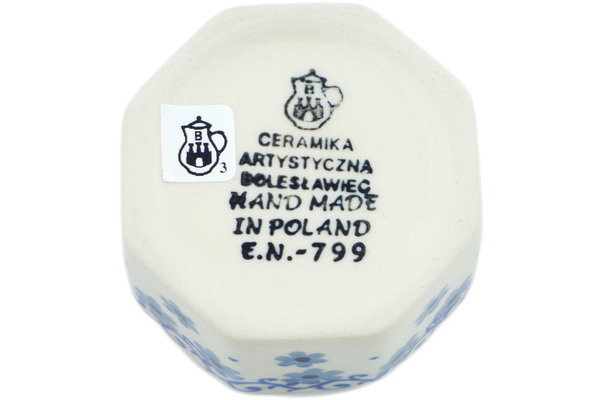 B
CERAMIKA
ARTYSTYCZNA
BOLESŁAWIEC
HAND MADE
IN POLAND
E.N.-799
B
3